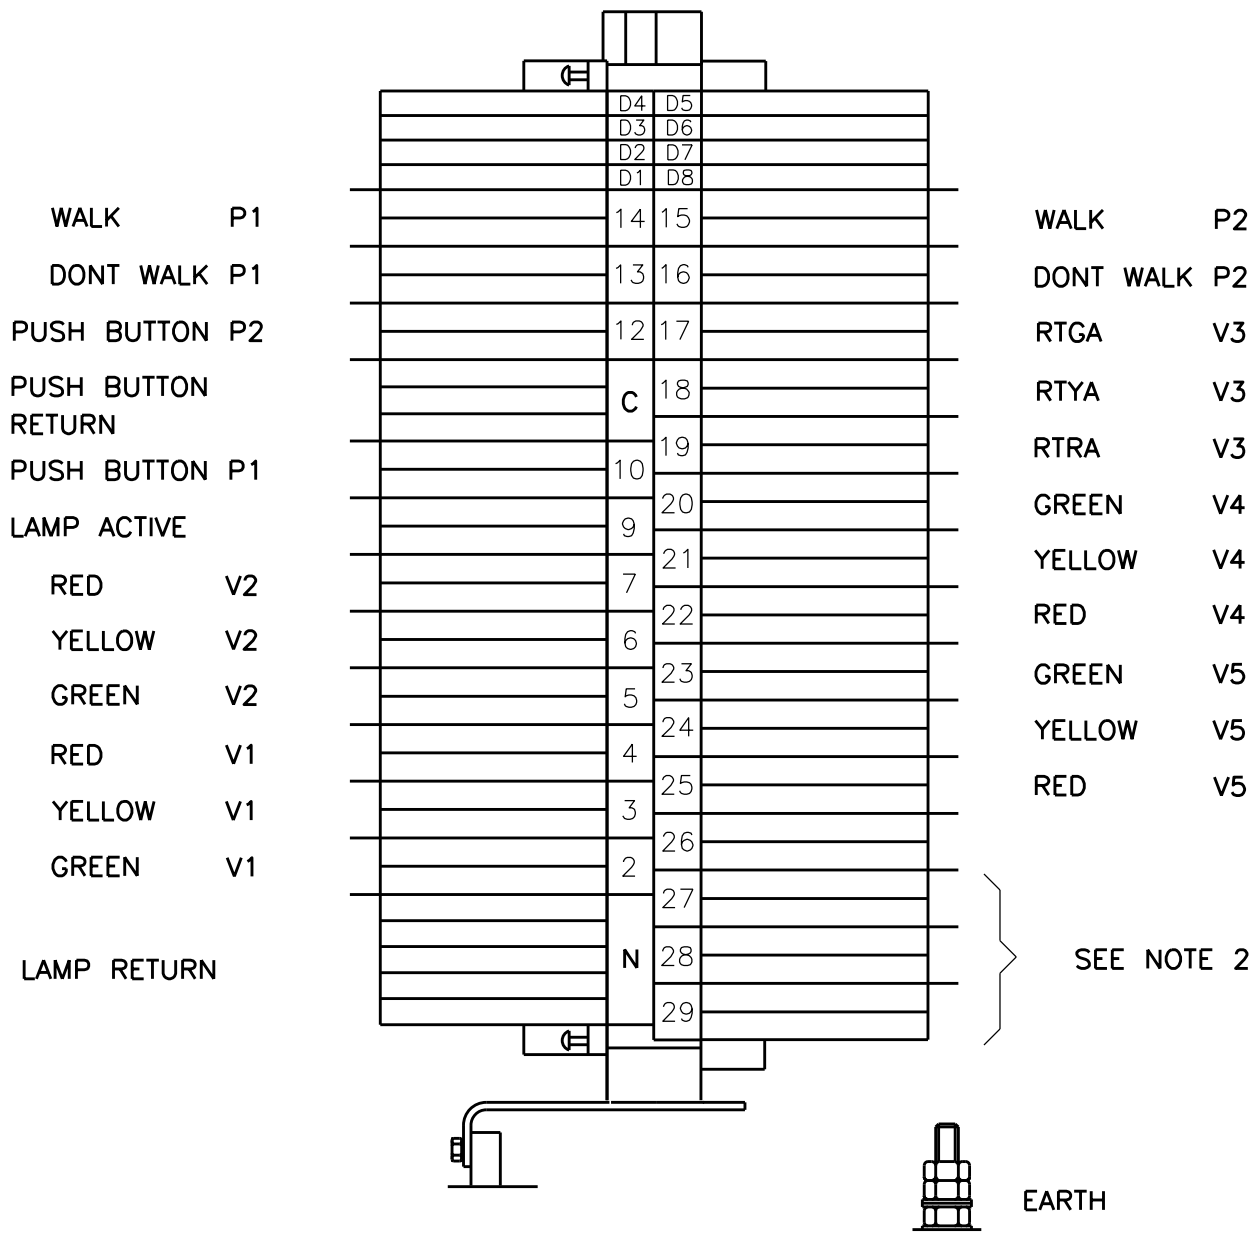 D4 D5
D3 D6
D2 D7
D1 D8
WALK P1 14 15 WALK P2
DONT WALK P1 13 16 DONT WALK P2
PUSH BUTTON P2 12 17 RTGA V3
PUSH BUTTON
RETURN C 18 RTYA V3
19 RTRA V3
PUSH BUTTON P1 10
20 GREEN V4
LAMP ACTIVE 9
21 YELLOW V4
RED V2 7
22 RED V4
YELLOW V2 6
23 GREEN V5
GREEN V2 5
24 YELLOW V5
RED V1 4
25 RED V5
YELLOW V1 3
26
GREEN V1 2
27
LAMP RETURN N 28 SEE NOTE 2
29
EARTH